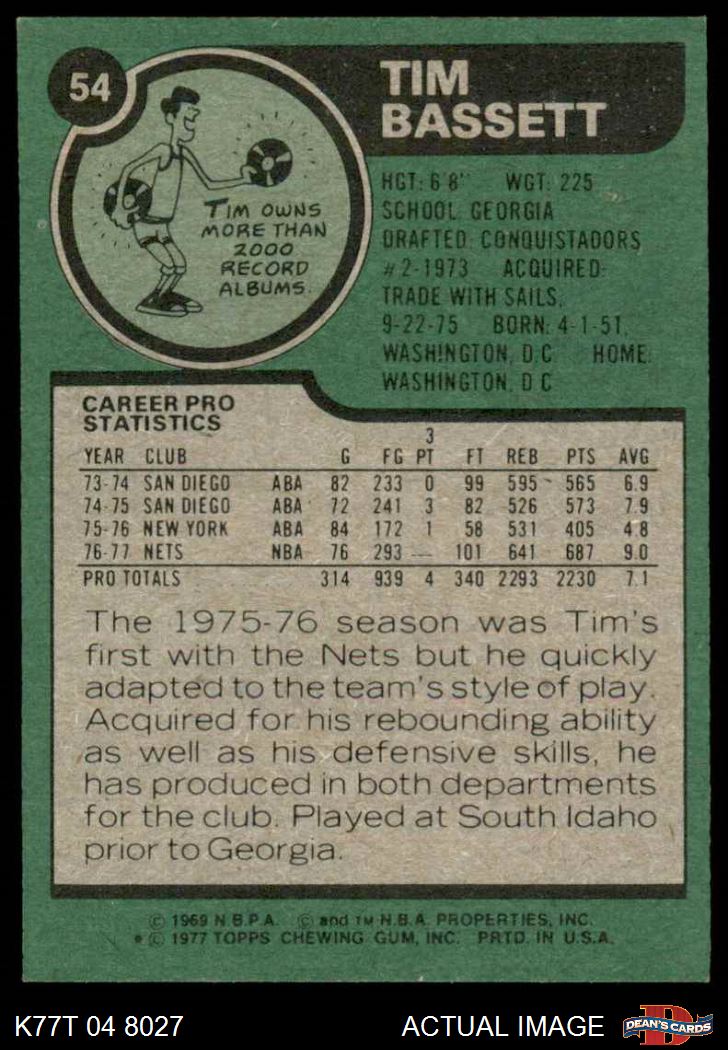 54
TIM
BASSETT
TIM OWNS
MORE THAN
2000
RECORD
ALBUMS.
HGT: 6'8" WGT: 225
SCHOOL: GEORGIA
DRAFTED: CONQUISTADORS
#2-1973 ACQUIRED:
TRADE WITH SAILS,
9-22-75 BORN: 4-1-51,
WASHINGTON, D.C. HOME:
WASHINGTON, D.C.
CAREER PRO
STATISTICS
YEAR CLUB G FG 3 PT FT REB PTS AVG
73-74 SAN DIEGO ABA 82 233 0 99 595 565 6.9
74-75 SAN DIEGO ABA 72 241 3 82 526 573 7.9
75-76 NEW YORK ABA 84 172 1 58 531 405 4.8
76-77 NETS NBA 76 293 — 101 641 687 9.0
PRO TOTALS 314 939 4 340 2293 2230 7.1
The 1975-76 season was Tim's
first with the Nets but he quickly
adapted to the team's style of play.
Acquired for his rebounding ability
as well as his defensive skills, he
has produced in both departments
for the club. Played at South Idaho
prior to Georgia.
© 1969 N.B.P.A. © and TM N.B.A. PROPERTIES, INC.
* © 1977 TOPPS CHEWING GUM, INC. PRTD. IN U.S.A.
K77T 04 8027 ACTUAL IMAGE
D
DEAN'S CARDS